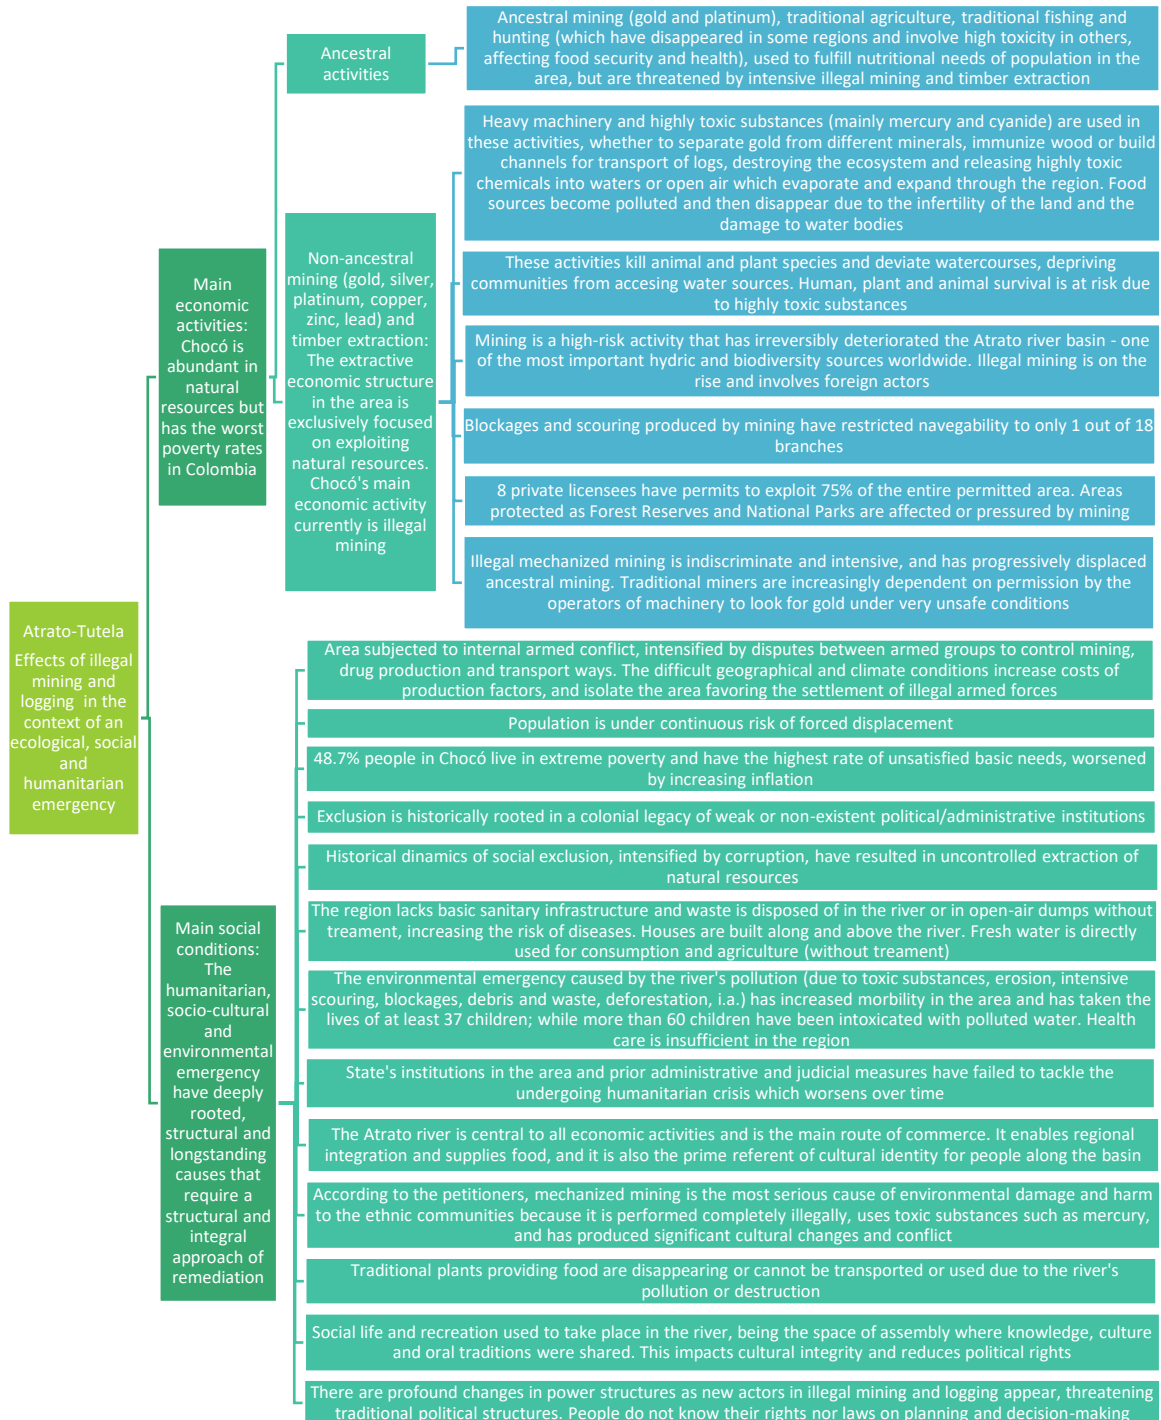 Ancestral
activities
Ancestral mining (gold and platinum), traditional agriculture, traditional fishing and
hunting (which have disappeared in some regions and involve high toxicity in others,
affecting food security and health), used to fulfill nutritional needs of population in the
area, but are threatened by intensive illegal mining and timber extraction
Main
economic
activities:
Chocó is
abundant in
natural
resources but
has the worst
poverty rates
in Colombia
Non-ancestral
mining (gold, silver,
platinum, copper,
zinc, lead) and
timber extraction:
The extractive
economic structure
in the area is
exclusively focused
on exploiting
natural resources.
Chocó's main
economic activity
currently is illegal
mining
Heavy machinery and highly toxic substances (mainly mercury and cyanide) are used in
these activities, whether to separate gold from different minerals, immunize wood or build
channels for transport of logs, destroying the ecosystem and releasing highly toxic
chemicals into waters or open air which evaporate and expand through the region. Food
sources become polluted and then disappear due to the infertility of the land and the
damage to water bodies
These activities kill animal and plant species and deviate watercourses, depriving
communities from accesing water sources. Human, plant and animal survival is at risk due
to highly toxic substances
Mining is a high-risk activity that has irreversibly deteriorated the Atrato river basin - one
of the most important hydric and biodiversity sources worldwide. Illegal mining is on the
rise and involves foreign actors
Blockages and scouring produced by mining have restricted navegability to only 1 out of 18
branches
8 private licensees have permits to exploit 75% of the entire permitted area. Areas
protected as Forest Reserves and National Parks are affected or pressured by mining
Illegal mechanized mining is indiscriminate and intensive, and has progressively displaced
ancestral mining. Traditional miners are increasingly dependent on permission by the
operators of machinery to look for gold under very unsafe conditions
Atrato-Tutela
Effects of illegal
mining and
logging in the
context of an
ecological, social
and
humanitarian
emergency
Main social
conditions:
The
humanitarian,
socio-cultural
and
environmental
emergency
have deeply
rooted,
structural and
longstanding
causes that
require a
structural and
integral
approach of
remediation
Area subjected to internal armed conflict, intensified by disputes between armed groups to control mining,
drug production and transport ways. The difficult geographical and climate conditions increase costs of
production factors, and isolate the area favoring the settlement of illegal armed forces
Population is under continuous risk of forced displacement
48.7% people in Chocó live in extreme poverty and have the highest rate of unsatisfied basic needs, worsened
by increasing inflation
Exclusion is historically rooted in a colonial legacy of weak or non-existent political/administrative institutions
Historical dinamics of social exclusion, intensified by corruption, have resulted in uncontrolled extraction of
natural resources
The region lacks basic sanitary infrastructure and waste is disposed of in the river or in open-air dumps without
treament, increasing the risk of diseases. Houses are built along and above the river. Fresh water is directly
used for consumption and agriculture (without treament)
The environmental emergency caused by the river's pollution (due to toxic substances, erosion, intensive
scouring, blockages, debris and waste, deforestation, i.a.) has increased morbility in the area and has taken the
lives of at least 37 children; while more than 60 children have been intoxicated with polluted water. Health
care is insufficient in the region
State's institutions in the area and prior administrative and judicial measures have failed to tackle the
undergoing humanitarian crisis which worsens over time
The Atrato river is central to all economic activities and is the main route of commerce. It enables regional
integration and supplies food, and it is also the prime referent of cultural identity for people along the basin
According to the petitioners, mechanized mining is the most serious cause of environmental damage and harm
to the ethnic communities because it is performed completely illegally, uses toxic substances such as mercury,
and has produced significant cultural changes and conflict
Traditional plants providing food are disappearing or cannot be transported or used due to the river's
pollution or destruction
Social life and recreation used to take place in the river, being the space of assembly where knowledge, culture
and oral traditions were shared. This impacts cultural integrity and reduces political rights
There are profound changes in power structures as new actors in illegal mining and logging appear, threatening
traditional political structures. People do not know their rights nor laws on planning and decision-making